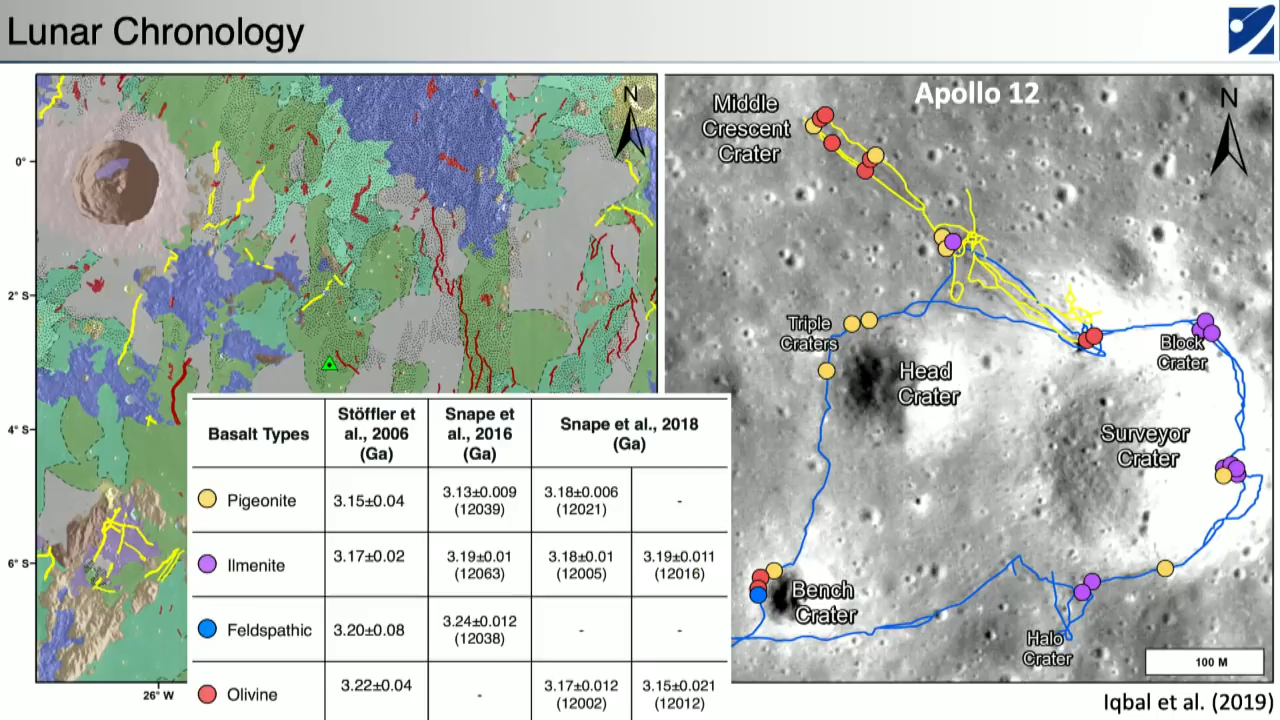 Lunar Chronology
N
0°
2° S
4° S
6° S
26° W
Apollo 12
N
Middle
Crescent
Crater
Triple
Craters
Head
Crater
Block
Crater
Surveyor
Crater
Bench
Crater
Halo
Crater
100 M
Basalt Types
Stöffler et
al., 2006
(Ga)
Snape et
al., 2016
(Ga)
Snape et al., 2018
(Ga)
Pigeonite
3.15±0.04
3.13±0.009
(12039)
3.18±0.006
(12021)
-
Ilmenite
3.17±0.02
3.19±0.01
(12063)
3.18±0.01
(12005)
3.19±0.011
(12016)
Feldspathic
3.20±0.08
3.24±0.012
(12038)
-
-
Olivine
3.22±0.04
-
3.17±0.012
(12002)
3.15±0.021
(12012)
Iqbal et al. (2019)